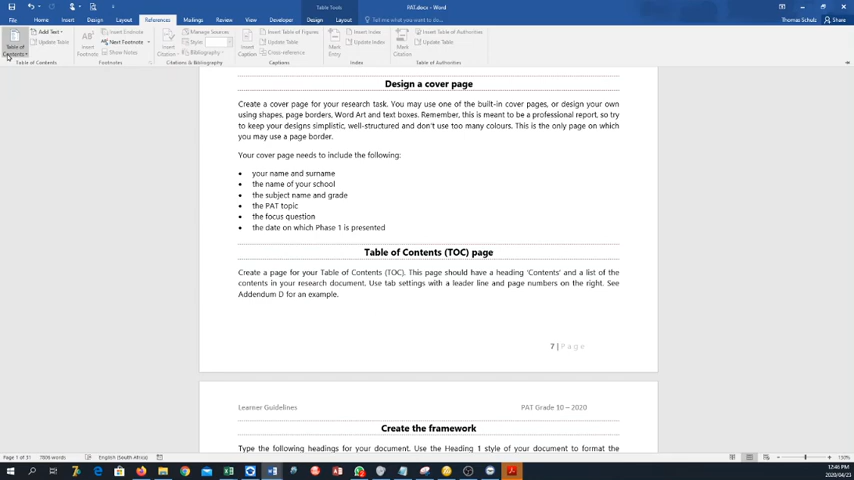 Table Tools
PAT.docx - Word
File Home Insert Design Layout References Mailings Review View Developer Design Layout Tell me what you want to do
Thomas Schulz Share
Table of Contents
Add Text
Update Table
Table of Contents
AB
Insert Footnote
Insert Footnote
Next Footnote
Show Notes
Footnotes
Insert Citation
Manage Sources
Style:
Bibliography
Citations & Bibliography
Insert Caption
Insert Table of Figures
Update Table
Cross-reference
Captions
Mark Entry
Insert Index
Update Index
Index
Mark Citation
Insert Table of Authorities
Update Table
Table of Authorities
Design a cover page
Create a cover page for your research task. You may use one of the built-in cover pages, or design your own
using shapes, page borders, Word Art and text boxes. Remember, this is meant to be a professional report, so try
to keep your designs simplistic, well-structured and don't use too many colours. This is the only page on which
you may use a page border.
Your cover page needs to include the following:
• your name and surname
• the name of your school
• the subject name and grade
• the PAT topic
• the focus question
• the date on which Phase 1 is presented
Table of Contents (TOC) page
Create a page for your Table of Contents (TOC). This page should have a heading 'Contents' and a list of the
contents in your research document. Use tab settings with a leader line and page numbers on the right. See
Addendum D for an example.
7 | Page
Learner Guidelines PAT Grade 10 – 2020
Create the framework
Type the following headings for your document. Use the Heading 1 style of your document to format the
Page 1 of 31 7808 words English (South Africa) 130%
12:46 PM
2020/04/23